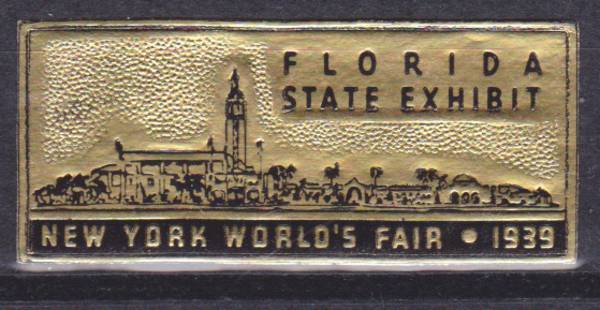 FLORIDA
STATE EXHIBIT
NEW YORK WORLD'S FAIR • 1939